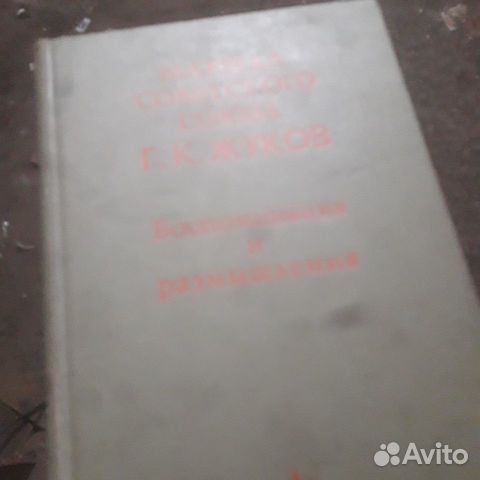 МАРШАЛ
СОВЕТСКОГО
СОЮЗА
Г. К. ЖУКОВ
Воспоминания
и
размышления
Avito